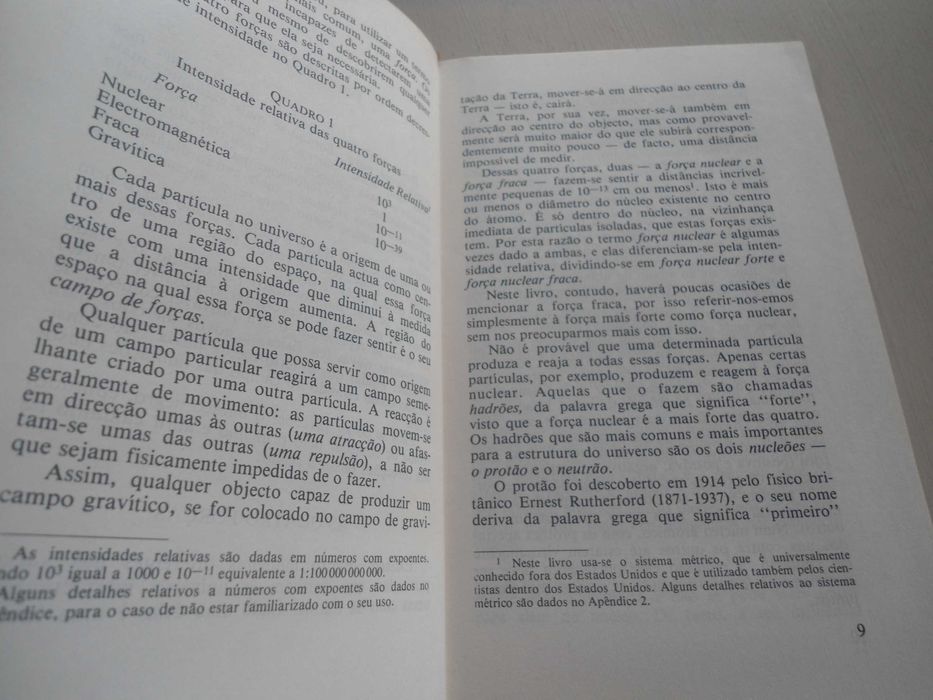 para utilizar um termo
mais comum, uma força. Os
incapazes de detectarem uma
mesmo de descobrirem qualquer
para que ela seja necessária.
quatro forças são descritas por ordem decres-
de intensidade no Quadro 1.
QUADRO 1
Intensidade relativa das quatro forças
Força Intensidade Relativa¹
Nuclear 10³
Electromagnética 1
Fraca 10—¹¹
Gravítica 10—³⁹
Cada partícula no universo é a origem de uma ou
mais dessas forças. Cada partícula actua como cen-
tro de uma região do espaço, na qual essa força
existe com uma intensidade que diminui à medida
que a distância à origem aumenta. A região do
espaço na qual essa força se pode fazer sentir é o seu
campo de forças.
Qualquer partícula que possa servir como origem
de um campo particular reagirá a um campo seme-
lhante criado por uma outra partícula. A reacção é
geralmente de movimento: as partículas movem-se
em direcção umas às outras (uma atracção) ou afas-
tam-se umas das outras (uma repulsão), a não ser
que sejam fisicamente impedidas de o fazer.
Assim, qualquer objecto capaz de produzir um
campo gravítico, se for colocado no campo de gravi-
As intensidades relativas são dadas em números com expoentes.
10³ igual a 1000 e 10—¹¹ equivalente a 1:100 000 000 000.
Alguns detalhes relativos a números com expoentes são dados no
Apêndice, para o caso de não estar familiarizado com o seu uso.
tação da Terra, mover-se-á em direcção ao centro da
Terra — isto é, cairá.
A Terra, por sua vez, mover-se-á também em
direcção ao centro do objecto, mas como provavel-
mente será muito maior do que ele subirá correspon-
dentemente muito pouco — de facto, uma distância
impossível de medir.
Dessas quatro forças, duas — a força nuclear e a
força fraca — fazem-se sentir a distâncias incrivel-
mente pequenas de 10—¹³ cm ou menos¹. Isto é mais
ou menos o diâmetro do núcleo existente no centro
do átomo. É só dentro do núcleo, na vizinhança
imediata de partículas isoladas, que estas forças exis-
tem. Por esta razão o termo força nuclear é algumas
vezes dado a ambas, e elas diferenciam-se pela inten-
sidade relativa, dividindo-se em força nuclear forte e
força nuclear fraca.
Neste livro, contudo, haverá poucas ocasiões de
mencionar a força fraca, por isso referir-nos-emos
simplesmente à força mais forte como força nuclear,
sem nos preocuparmos mais com isso.
Não é provável que uma determinada partícula
produza e reaja a todas essas forças. Apenas certas
partículas, por exemplo, produzem e reagem à força
nuclear. Aquelas que o fazem são chamadas
hadrões, da palavra grega que significa “forte”,
visto que a força nuclear é a mais forte das quatro.
Os hadrões que são mais comuns e mais importantes
para a estrutura do universo são os dois nucleões —
o protão e o neutrão.
O protão foi descoberto em 1914 pelo físico bri-
tânico Ernest Rutherford (1871-1937), e o seu nome
deriva da palavra grega que significa “primeiro”
¹ Neste livro usa-se o sistema métrico, que é universalmente
conhecido fora dos Estados Unidos e que é utilizado também pelos cien-
tistas dentro dos Estados Unidos. Alguns detalhes relativos ao sistema
métrico são dados no Apêndice 2.
9